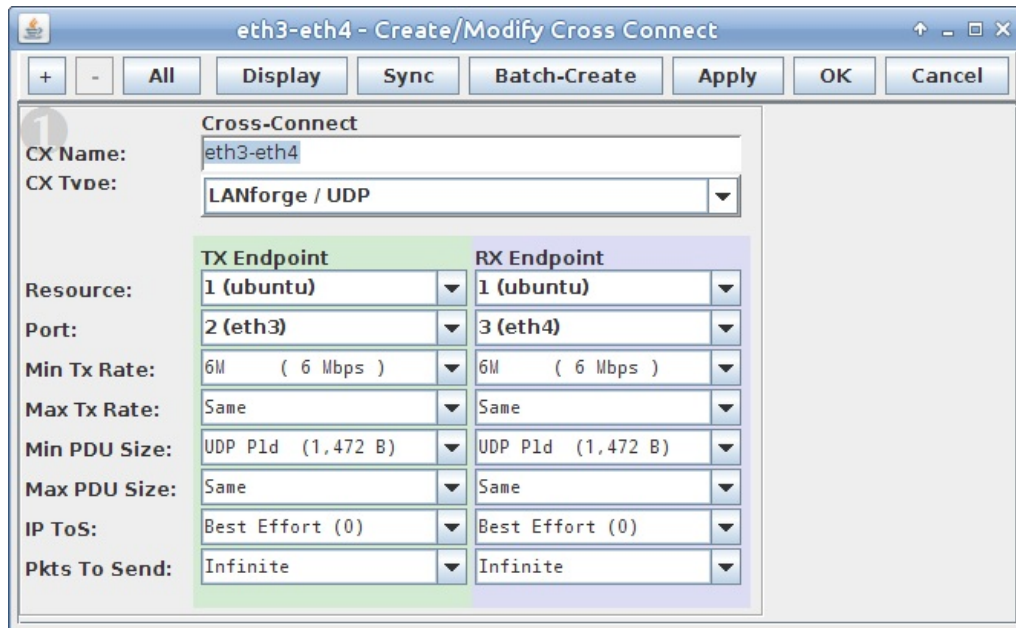 eth3-eth4 - Create/Modify Cross Connect
+ - All Display Sync Batch-Create Apply OK Cancel
1
Cross-Connect
CX Name: eth3-eth4
CX Type: LANforge / UDP
TX Endpoint RX Endpoint
Resource: 1 (ubuntu) 1 (ubuntu)
Port: 2 (eth3) 3 (eth4)
Min Tx Rate: 6M ( 6 Mbps ) 6M ( 6 Mbps )
Max Tx Rate: Same Same
Min PDU Size: UDP Pld (1,472 B) UDP Pld (1,472 B)
Max PDU Size: Same Same
IP ToS: Best Effort (0) Best Effort (0)
Pkts To Send: Infinite Infinite